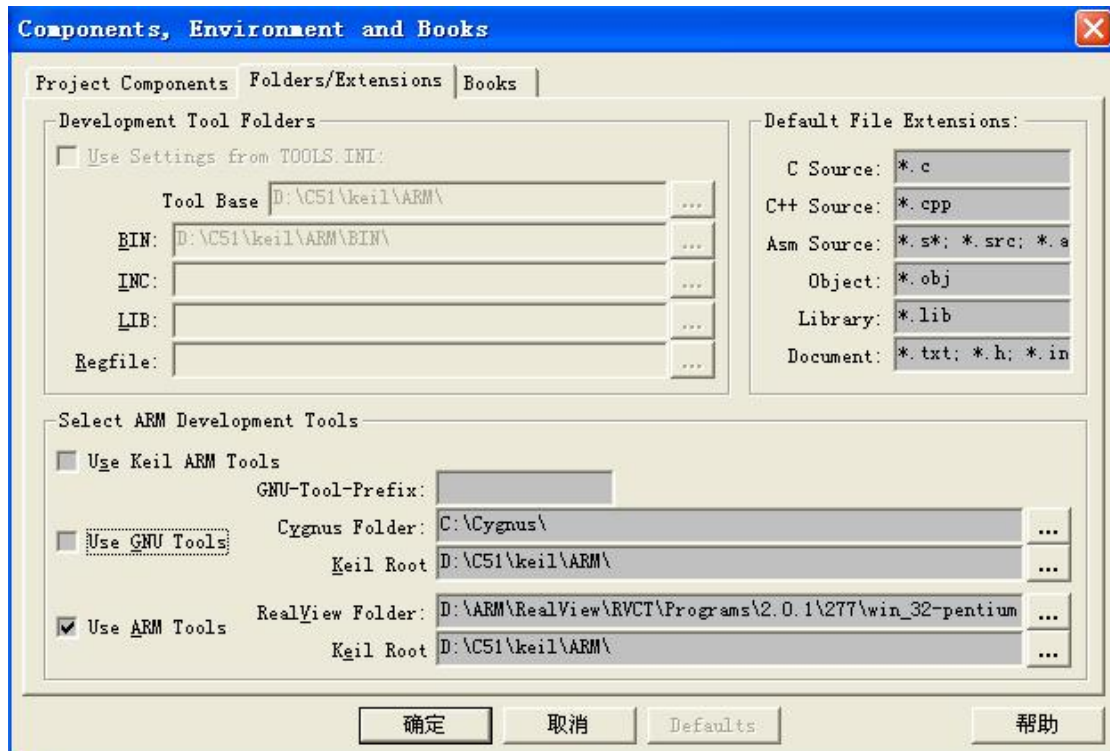 Components, Environment and Books
Project Components Folders/Extensions Books
Development Tool Folders
Use Settings from TOOLS.INI:
Tool Base D:\C51\keil\ARM\ ...
BIN: D:\C51\keil\ARM\BIN\ ...
INC: ...
LIB: ...
Regfile: ...
Default File Extensions:
C Source: *.c
C++ Source: *.cpp
Asm Source: *.s*; *.src; *.a
Object: *.obj
Library: *.lib
Document: *.txt; *.h; *.in
Select ARM Development Tools
Use Keil ARM Tools
GNU-Tool-Prefix:
Use GNU Tools
Cygnus Folder: C:\Cygnus\ ...
Keil Root D:\C51\keil\ARM\ ...
Use ARM Tools
RealView Folder: D:\ARM\RealView\RVCT\Programs\2.0.1\277\win_32-pentium ...
Keil Root D:\C51\keil\ARM\ ...
确定 取消 Defaults 帮助